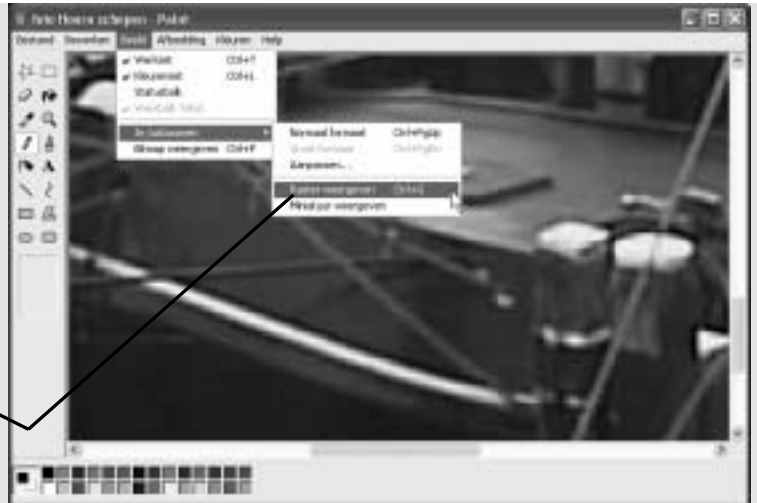 foto Hoorn schepen - Paint
Bestand Bewerken Beeld Afbeelding Kleuren Help
Werkset Ctrl+T
Kleurenset Ctrl+L
Statusbalk
In-/uitzoomen
Bitmap weergeven Ctrl+F
Normaal formaat Ctrl+PgUp
Groot formaat Ctrl+PgDn
Aanpassen...
Raster weergeven Ctrl+G
Miniatuur weergeven